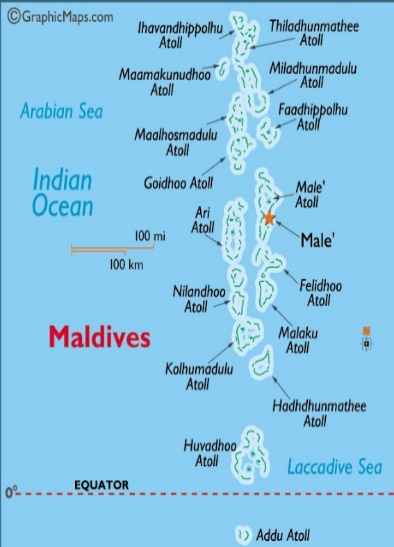 ©GraphicMaps.com
Ihavandhippolhu
Atoll
Thiladhunmathee
Atoll
Maamakunudhoo
Atoll
Miladhunmadulu
Atoll
Arabian Sea
Faadhippolhu
Atoll
Maalhosmadulu
Atoll
Goidhoo Atoll
Indian
Ocean
Male'
Atoll
Ari
Atoll
Male'
100 mi
100 km
Felidhoo
Atoll
Nilandhoo
Atoll
Malaku
Atoll
Maldives
Kolhumadulu
Atoll
Hadhdhunmathee
Atoll
Huvadhoo
Atoll
Laccadive Sea
EQUATOR
0°
Addu Atoll